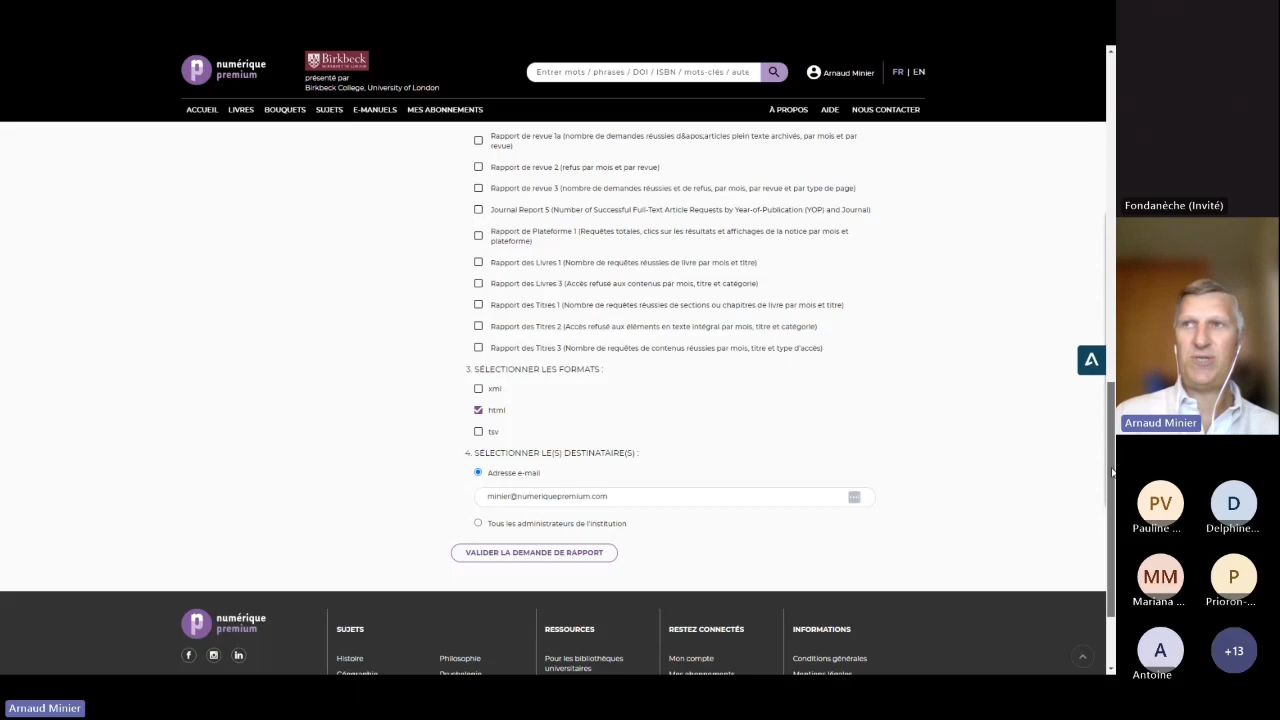 numérique
premium
Birkbeck
présenté par
Birkbeck College, University of London
Entrer mots / phrases / DOI / ISBN / mots-clés / aute
Arnaud Minier
FR | EN
ACCUEIL LIVRES BOUQUETS SUJETS E-MANUELS MES ABONNEMENTS
À PROPOS AIDE NOUS CONTACTER
Rapport de revue 1a (nombre de demandes réussies d&apos;articles plein texte archivés, par mois et par
revue)
Rapport de revue 2 (refus par mois et par revue)
Rapport de revue 3 (nombre de demandes réussies et de refus, par mois, par revue et par type de page)
Journal Report 5 (Number of Successful Full-Text Article Requests by Year-of-Publication (YOP) and Journal)
Rapport de Plateforme 1 (Requêtes totales, clics sur les résultats et affichages de la notice par mois et
plateforme)
Rapport des Livres 1 (Nombre de requêtes réussies de livre par mois et titre)
Rapport des Livres 3 (Accès refusé aux contenus par mois, titre et catégorie)
Rapport des Titres 1 (Nombre de requêtes réussies de sections ou chapitres de livre par mois et titre)
Rapport des Titres 2 (Accès refusé aux éléments en texte intégral par mois, titre et catégorie)
Rapport des Titres 3 (Nombre de requêtes de contenus réussies par mois, titre et type d'accès)
3. SÉLECTIONNER LES FORMATS :
xml
html
tsv
4. SÉLECTIONNER LE(S) DESTINATAIRE(S) :
Adresse e-mail
minier@numeriquepremium.com
Tous les administrateurs de l'institution
VALIDER LA DEMANDE DE RAPPORT
numérique
premium
SUJETS
Histoire
Géographie
Philosophie
Psychologie
RESSOURCES
Pour les bibliothèques
universitaires
RESTEZ CONNECTÉS
Mon compte
Mes abonnements
INFORMATIONS
Conditions générales
Mentions légales
Fondanèche (Invité)
Arnaud Minier
PV
Pauline ...
D
Delphine...
MM
Mariana ...
P
Prioron-...
A
Antoine
+13
Arnaud Minier